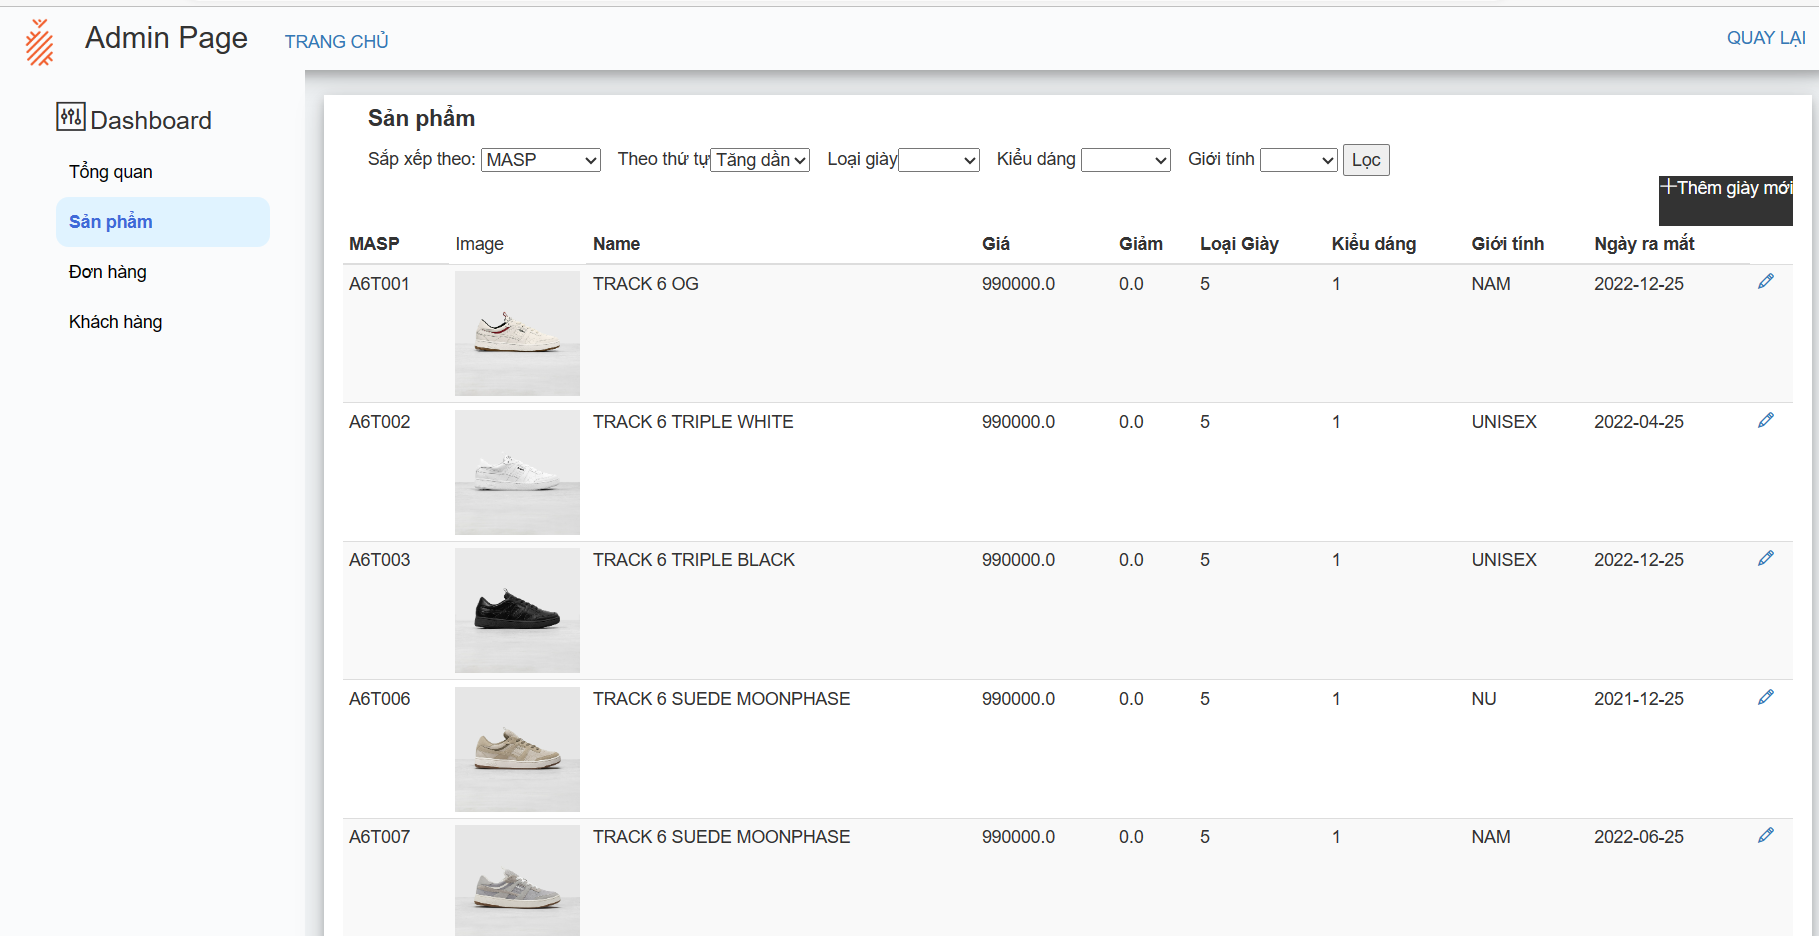 Admin Page TRANG CHỦ QUAY LẠI
Dashboard
Tổng quan
Sản phẩm
Đơn hàng
Khách hàng
Sản phẩm
Sắp xếp theo: MASP Theo thứ tự Tăng dần Loại giày Kiểu dáng Giới tính Lọc
+Thêm giày mới
MASP Image Name Giá Giảm Loại Giày Kiểu dáng Giới tính Ngày ra mắt
A6T001 TRACK 6 OG 990000.0 0.0 5 1 NAM 2022-12-25
A6T002 TRACK 6 TRIPLE WHITE 990000.0 0.0 5 1 UNISEX 2022-04-25
A6T003 TRACK 6 TRIPLE BLACK 990000.0 0.0 5 1 UNISEX 2022-12-25
A6T006 TRACK 6 SUEDE MOONPHASE 990000.0 0.0 5 1 NU 2021-12-25
A6T007 TRACK 6 SUEDE MOONPHASE 990000.0 0.0 5 1 NAM 2022-06-25